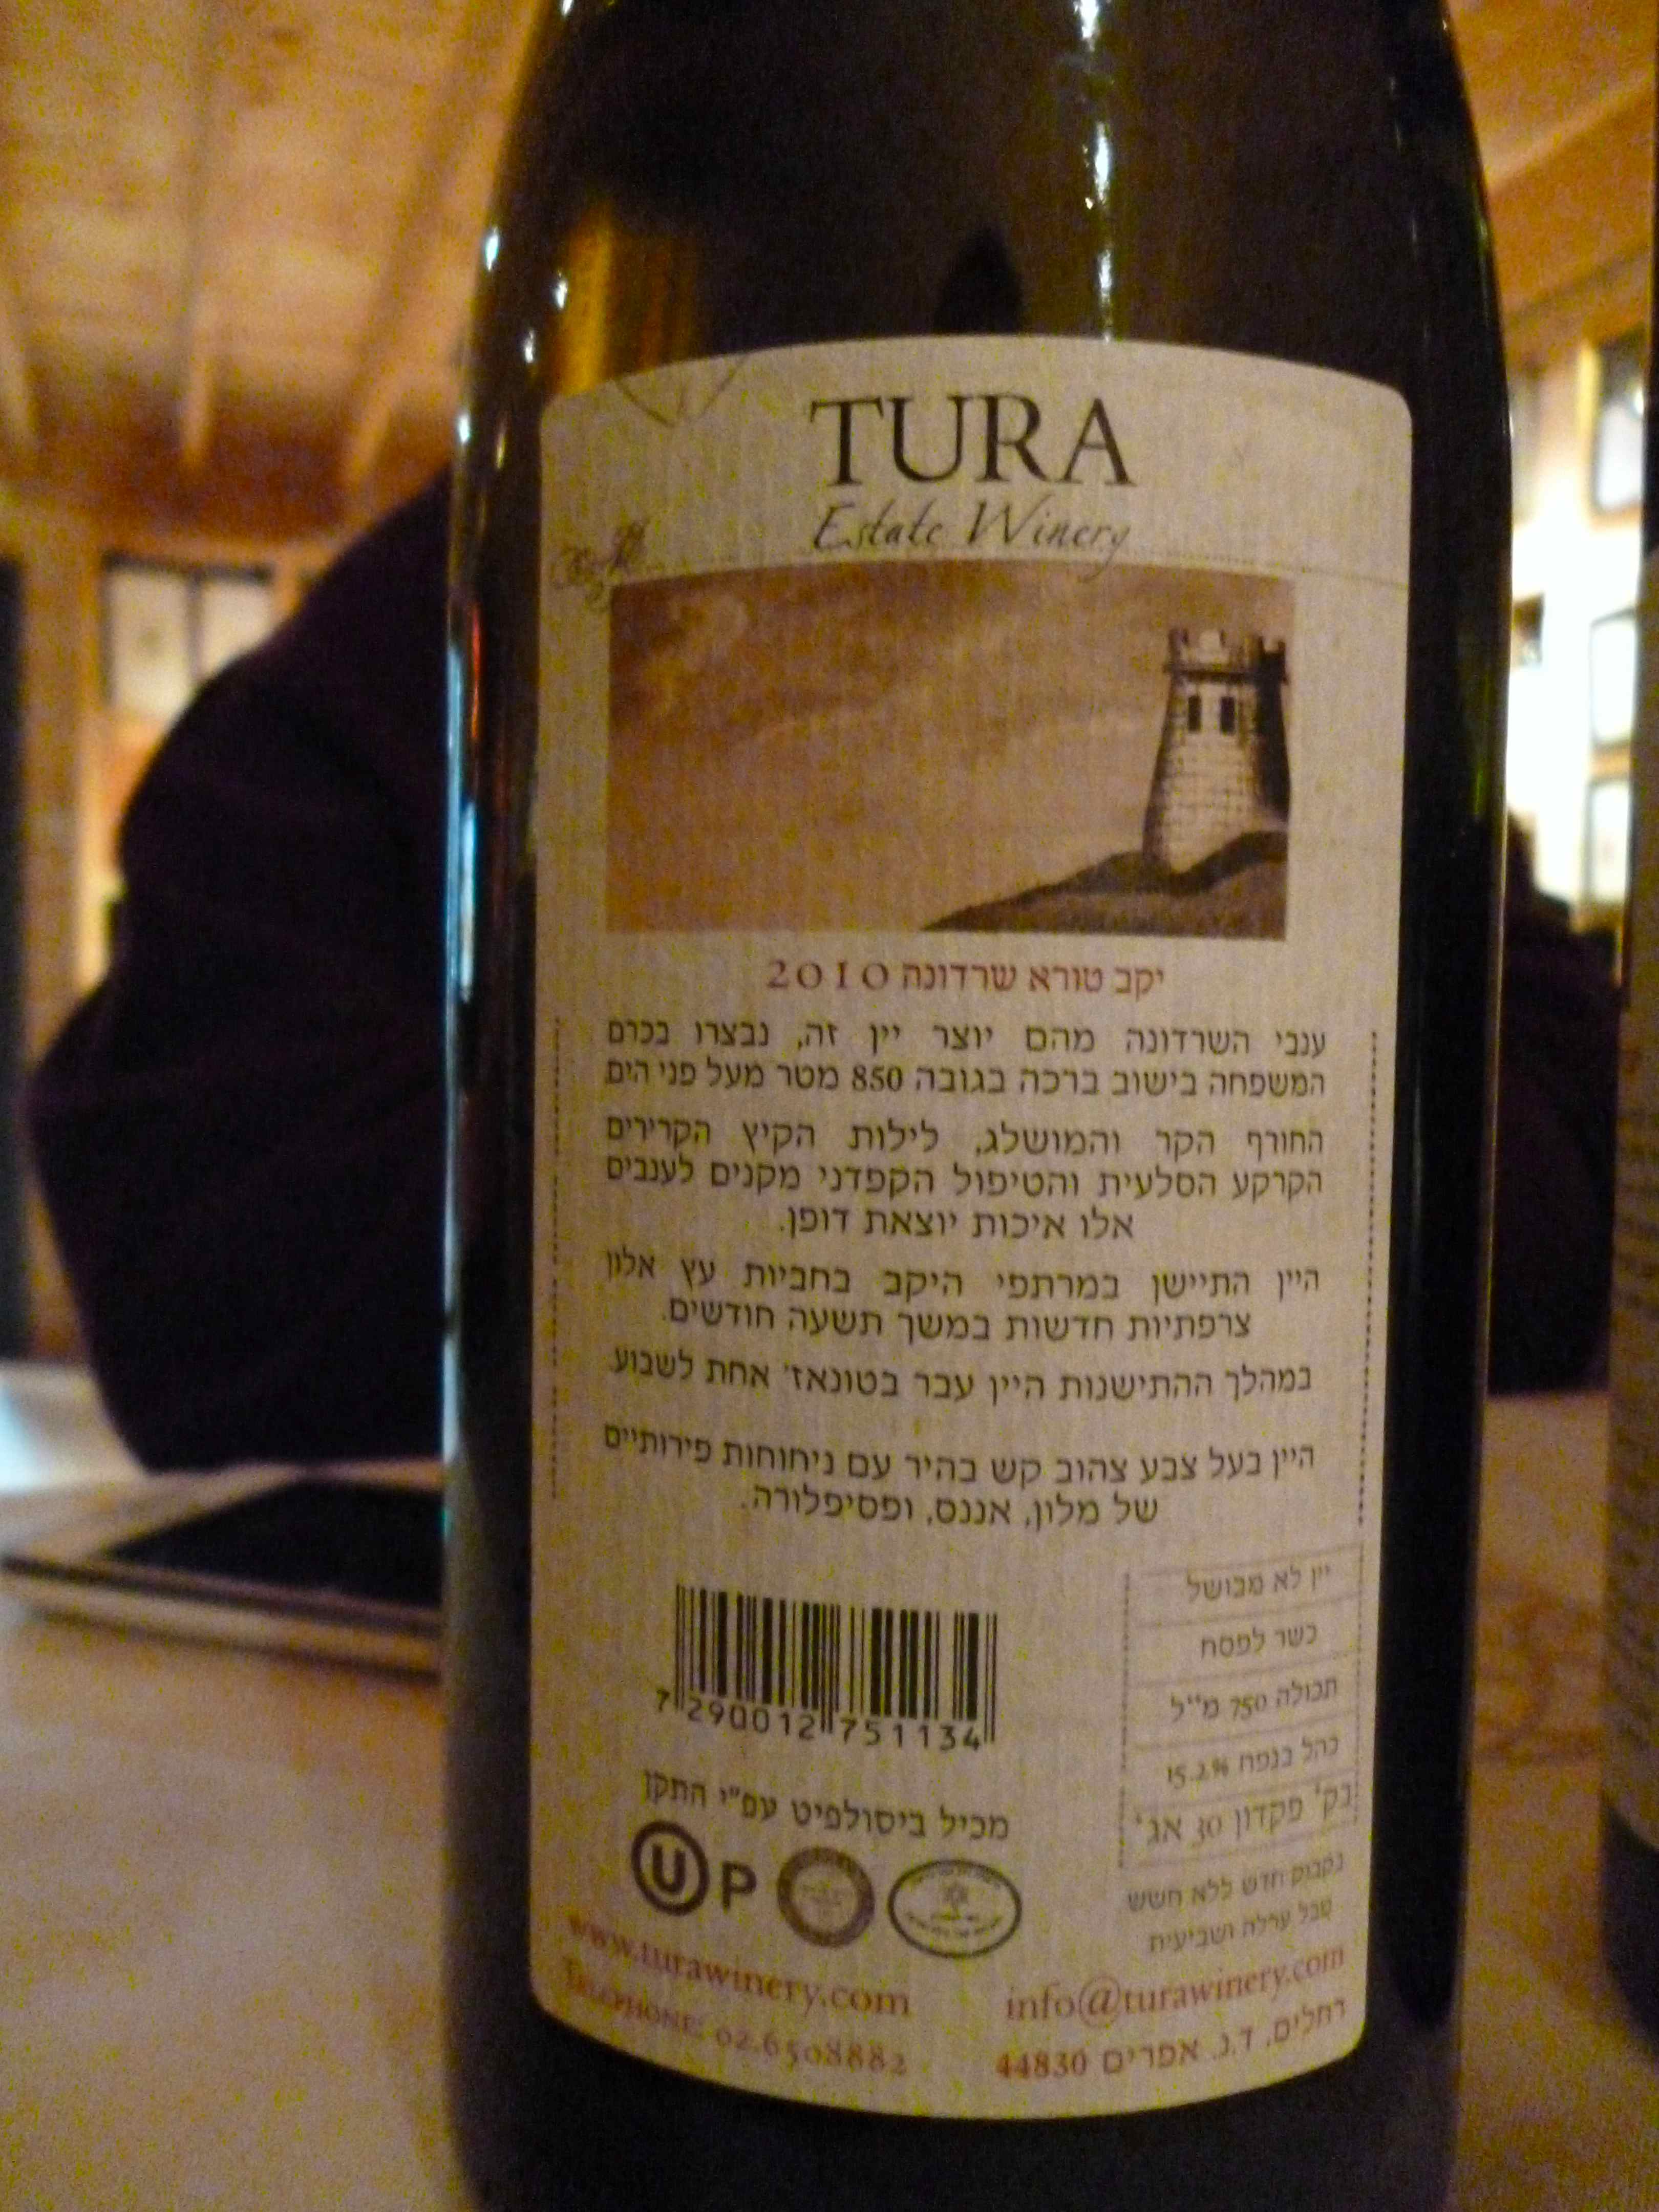 TURA
Estate Winery
יקב טורא שרדונה 2010
ענבי השרדונה מהם יוצר יין זה, נבצרו בכרם
המשפחה בישוב ברכה בגובה 850 מטר מעל פני הים.
החורף הקר והמושלג, לילות הקיץ הקרירים
הקרקע הסלעית והטיפול הקפדני מקנים לענבים
אלו איכות יוצאת דופן.
היין התיישן במרתפי היקב בחביות עץ אלון
צרפתיות חדשות במשך תשעה חודשים.
במהלך ההתישנות היין עבר בטונאז' אחת לשבוע
היין בעל צבע צהוב קש בהיר עם ניחוחות פירותיים
של מלון, אננס, ופסיפלורה.
יין לא מבושל
כשר לפסח
תכולה 750 מ"ל
כהל בנפח 15.2%
בק' פקדון 30 אג'
בקבוק חדש ללא חשש
טבל ערלה ושביעית
7 290012 751134
מכיל ביסולפיט עפ"י התקן
U P
www.turawinery.com
info@turawinery.com
TELEPHONE: 02.6508882
רחלים, ד.נ. אפרים 44830